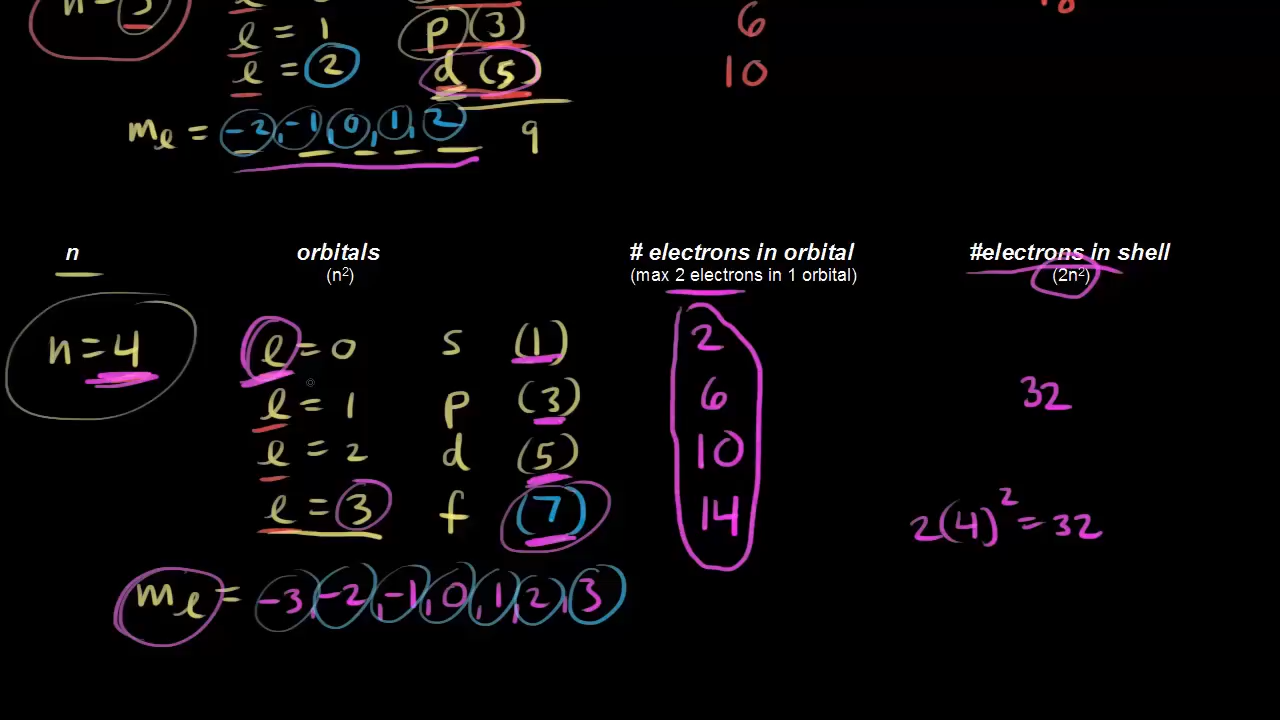 n = 3 18
l = 1 p (3) 6
l = 2 d (5) 10
mₗ = -2, -1, 0, 1, 2 9
n orbitals # electrons in orbital #electrons in shell
(n²) (max 2 electrons in 1 orbital) (2n²)
n = 4 l = 0 s (1) 2
l = 1 p (3) 6 32
l = 2 d (5) 10
l = 3 f (7) 14 2(4)² = 32
mₗ = -3, -2, -1, 0, 1, 2, 3